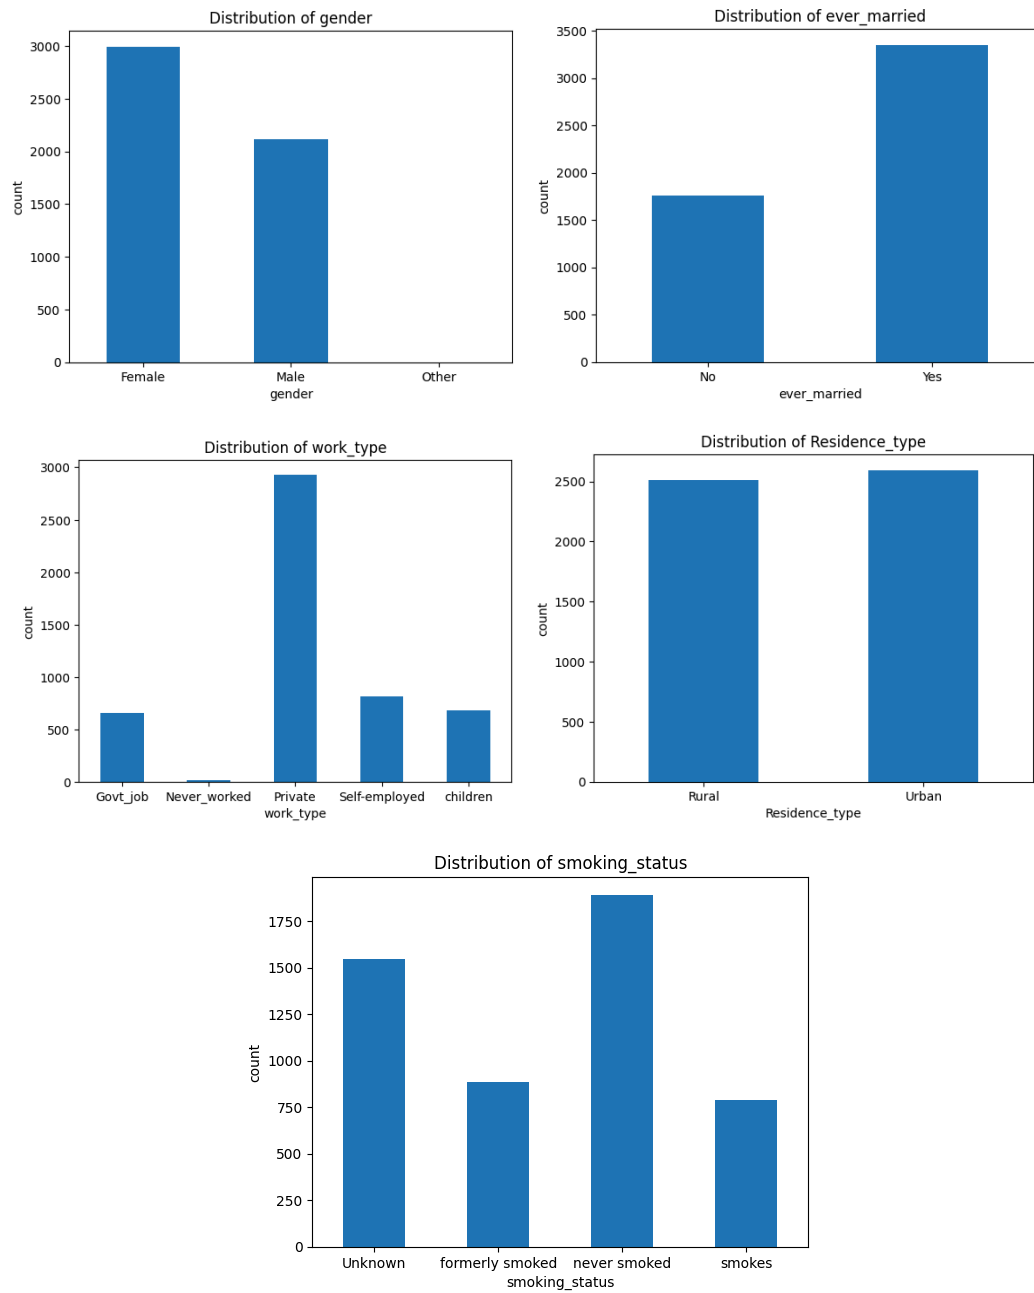 Distribution of gender
3000
2500
2000
1500
1000
500
0
count
Female Male Other
gender
Distribution of ever_married
3500
3000
2500
2000
1500
1000
500
0
count
No Yes
ever_married
Distribution of work_type
3000
2500
2000
1500
1000
500
0
count
Govt_job Never_worked Private Self-employed children
work_type
Distribution of Residence_type
2500
2000
1500
1000
500
0
count
Rural Urban
Residence_type
Distribution of smoking_status
1750
1500
1250
1000
750
500
250
0
count
Unknown formerly smoked never smoked smokes
smoking_status